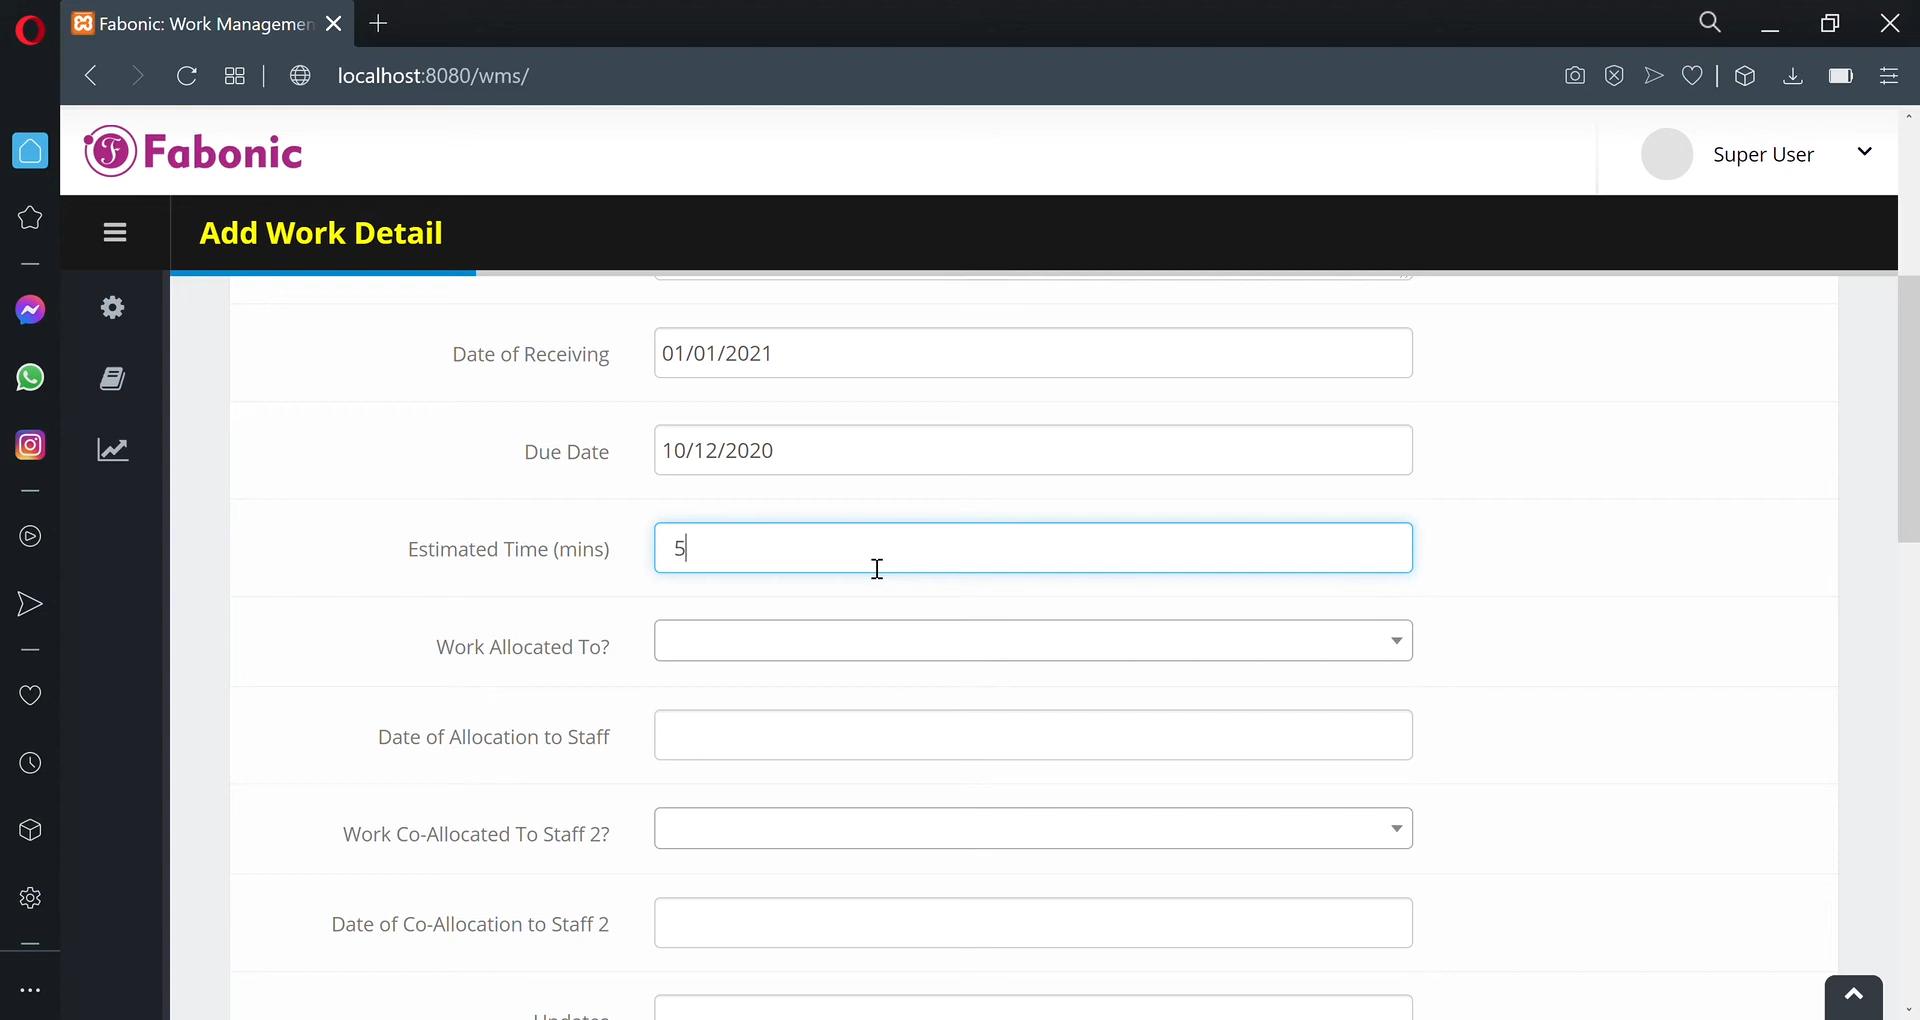 Fabonic: Work Managemen
localhost:8080/wms/
Fabonic
Super User
Add Work Detail
Date of Receiving 01/01/2021
Due Date 10/12/2020
Estimated Time (mins) 5
Work Allocated To?
Date of Allocation to Staff
Work Co-Allocated To Staff 2?
Date of Co-Allocation to Staff 2
Updates